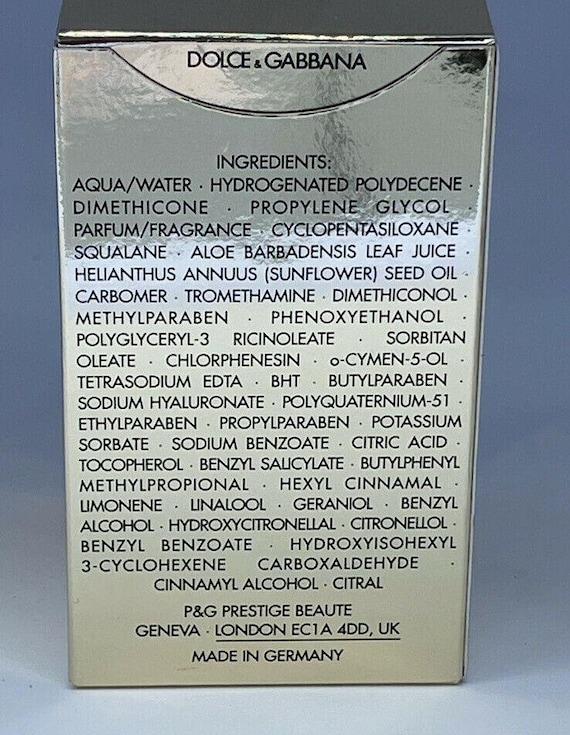 DOLCE & GABBANA
INGREDIENTS:
AQUA/WATER · HYDROGENATED POLYDECENE ·
DIMETHICONE · PROPYLENE GLYCOL ·
PARFUM/FRAGRANCE · CYCLOPENTASILOXANE ·
SQUALANE · ALOE BARBADENSIS LEAF JUICE ·
HELIANTHUS ANNUUS (SUNFLOWER) SEED OIL ·
CARBOMER · TROMETHAMINE · DIMETHICONOL ·
METHYLPARABEN · PHENOXYETHANOL ·
POLYGLYCERYL-3 RICINOLEATE · SORBITAN
OLEATE · CHLORPHENESIN · o-CYMEN-5-OL ·
TETRASODIUM EDTA · BHT · BUTYLPARABEN ·
SODIUM HYALURONATE · POLYQUATERNIUM-51 ·
ETHYLPARABEN · PROPYLPARABEN · POTASSIUM
SORBATE · SODIUM BENZOATE · CITRIC ACID ·
TOCOPHEROL · BENZYL SALICYLATE · BUTYLPHENYL
METHYLPROPIONAL · HEXYL CINNAMAL ·
LIMONENE · LINALOOL · GERANIOL · BENZYL
ALCOHOL · HYDROXYCITRONELLAL · CITRONELLOL ·
BENZYL BENZOATE · HYDROXYISOHEXYL
3-CYCLOHEXENE CARBOXALDEHYDE ·
CINNAMYL ALCOHOL · CITRAL
P&G PRESTIGE BEAUTE
GENEVA · LONDON EC1A 4DD, UK
MADE IN GERMANY